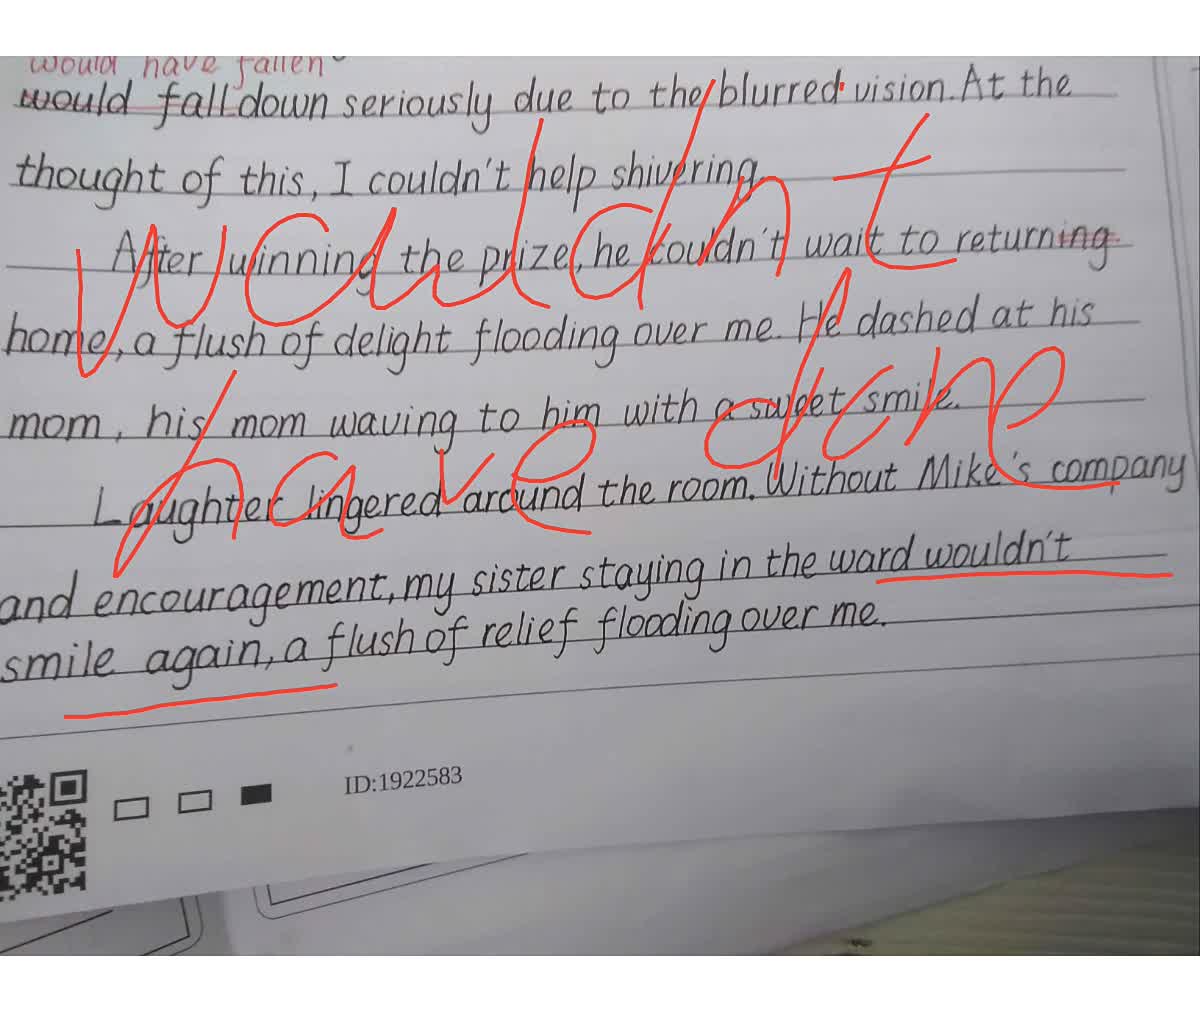 would have fallen
would fall down seriously due to the blurred vision. At the
thought of this, I couldn't help shivering.
After winning the prize, he couldn't wait to returning
home, a flush of delight flooding over me. He dashed at his
mom, his mom waving to him with a sweet smile.
Laughter lingered around the room. Without Mike's company
and encouragement, my sister staying in the ward wouldn't
smile again, a flush of relief flooding over me.
wouldn't
have done
ID:1922583